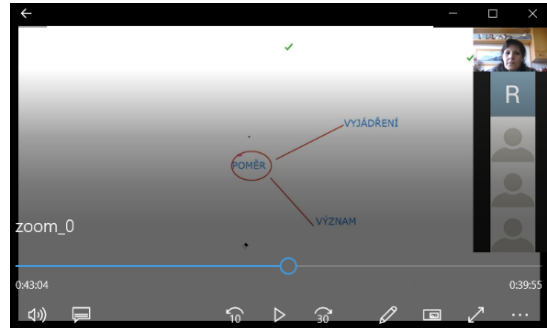 R
VYJÁDŘENÍ
POMĚR
VÝZNAM
zoom_0
0:43:04
0:39:55
10
30